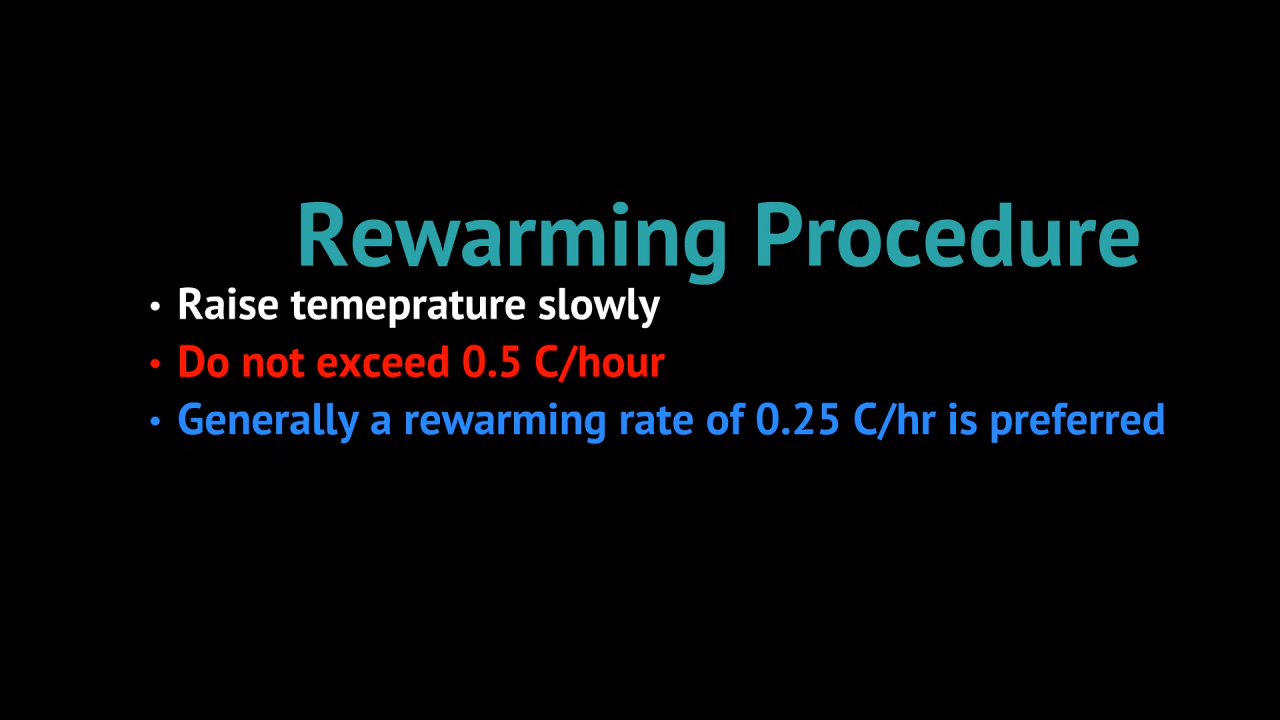 Rewarming Procedure
• Raise temeprature slowly
• Do not exceed 0.5 C/hour
• Generally a rewarming rate of 0.25 C/hr is preferred